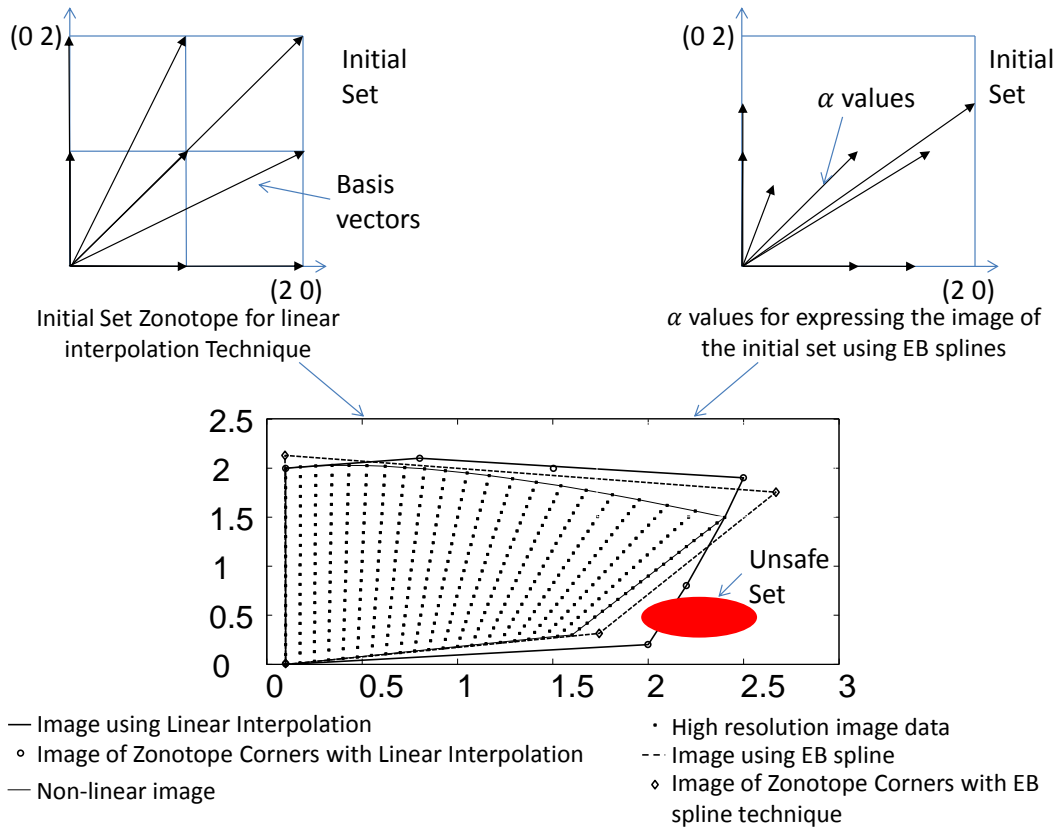 (0 2)
Initial
Set
Basis
vectors
(2 0)
Initial Set Zonotope for linear
interpolation Technique
(0 2)
Initial
Set
α values
(2 0)
α values for expressing the image of
the initial set using EB splines
2.5
2
1.5
1
0.5
0
0 0.5 1 1.5 2 2.5 3
Unsafe
Set
Image using Linear Interpolation
Image of Zonotope Corners with Linear Interpolation
Non-linear image
High resolution image data
Image using EB spline
Image of Zonotope Corners with EB
spline technique